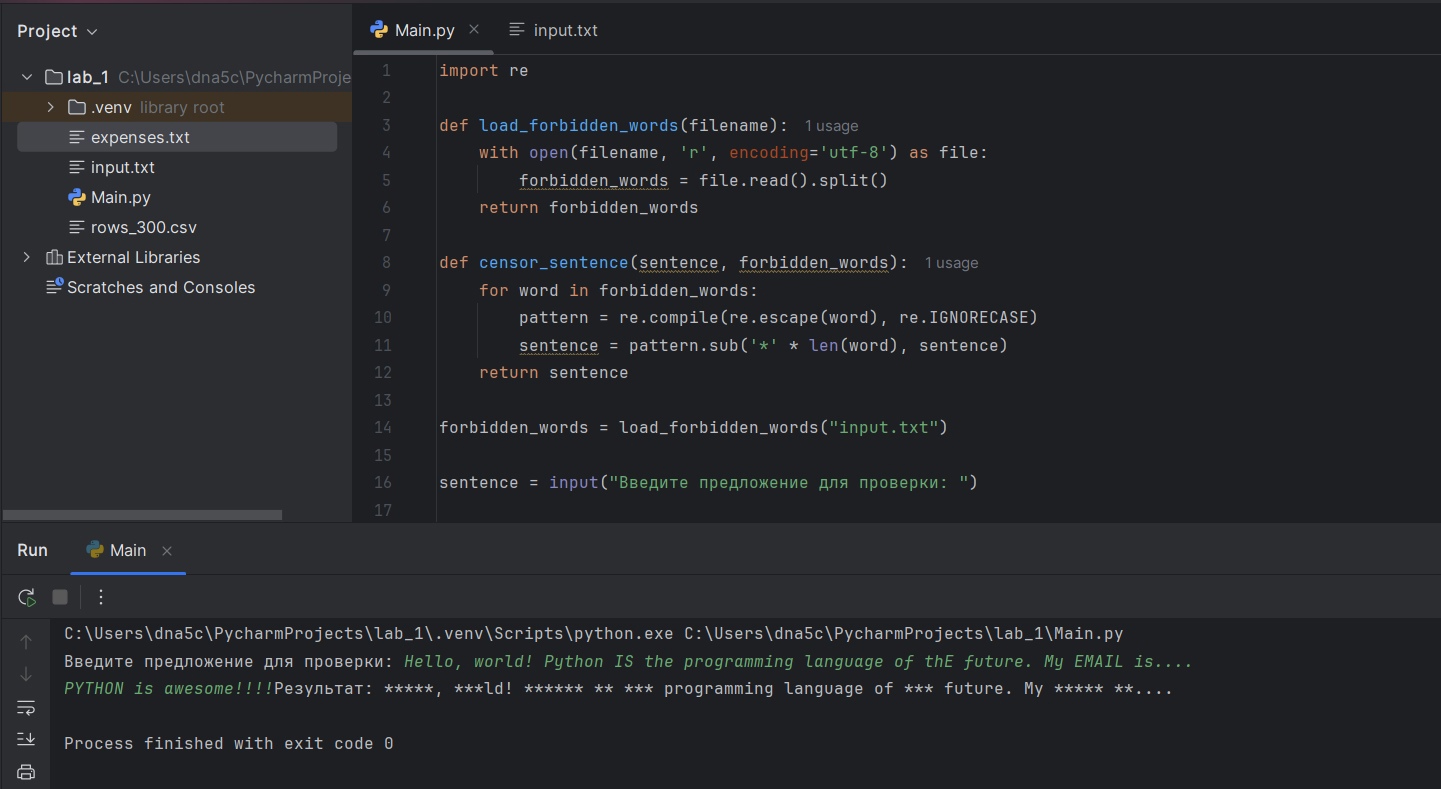 Project
lab_1 C:\Users\dna5c\PycharmProje
.venv library root
expenses.txt
input.txt
Main.py
rows_300.csv
External Libraries
Scratches and Consoles
Main.py input.txt
1 import re
2
3 def load_forbidden_words(filename): 1 usage
4 with open(filename, 'r', encoding='utf-8') as file:
5 forbidden_words = file.read().split()
6 return forbidden_words
7
8 def censor_sentence(sentence, forbidden_words): 1 usage
9 for word in forbidden_words:
10 pattern = re.compile(re.escape(word), re.IGNORECASE)
11 sentence = pattern.sub('*' * len(word), sentence)
12 return sentence
13
14 forbidden_words = load_forbidden_words("input.txt")
15
16 sentence = input("Введите предложение для проверки: ")
17
Run Main
C:\Users\dna5c\PycharmProjects\lab_1\.venv\Scripts\python.exe C:\Users\dna5c\PycharmProjects\lab_1\Main.py
Введите предложение для проверки: Hello, world! Python IS the programming language of thE future. My EMAIL is....
PYTHON is awesome!!!!Результат: *****, ***ld! ****** ** *** programming language of *** future. My ***** **....
Process finished with exit code 0